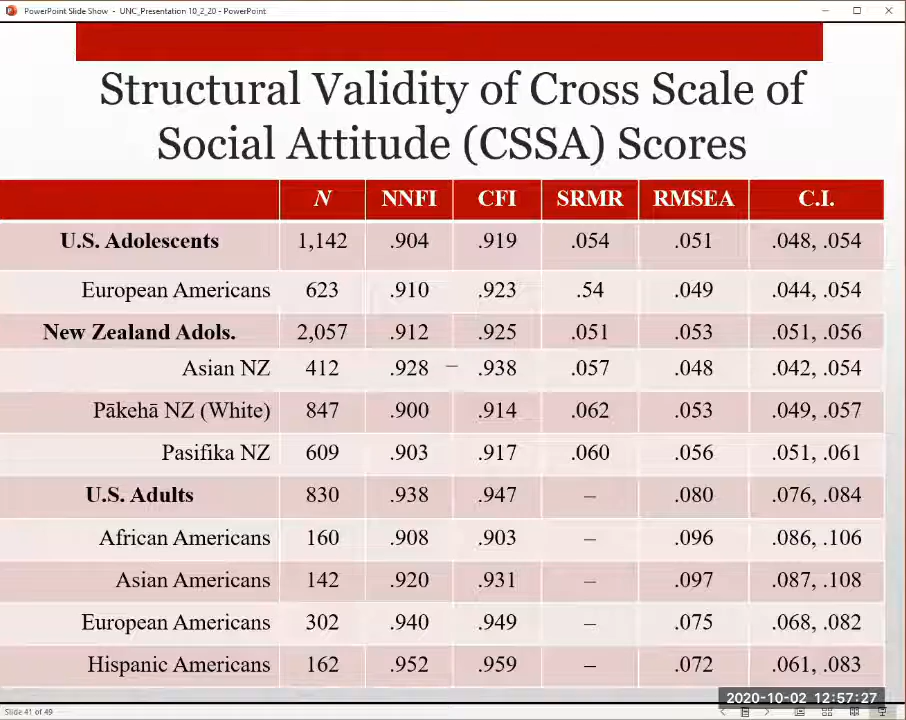 PowerPoint Slide Show - UNC_Presentation 10_2_20 - PowerPoint
Structural Validity of Cross Scale of
Social Attitude (CSSA) Scores
N NNFI CFI SRMR RMSEA C.I.
U.S. Adolescents 1,142 .904 .919 .054 .051 .048, .054
European Americans 623 .910 .923 .54 .049 .044, .054
New Zealand Adols. 2,057 .912 .925 .051 .053 .051, .056
Asian NZ 412 .928 – .938 .057 .048 .042, .054
Pākehā NZ (White) 847 .900 .914 .062 .053 .049, .057
Pasifika NZ 609 .903 .917 .060 .056 .051, .061
U.S. Adults 830 .938 .947 – .080 .076, .084
African Americans 160 .908 .903 – .096 .086, .106
Asian Americans 142 .920 .931 – .097 .087, .108
European Americans 302 .940 .949 – .075 .068, .082
Hispanic Americans 162 .952 .959 – .072 .061, .083
2020-10-02 12:57:27
Slide 41 of 49